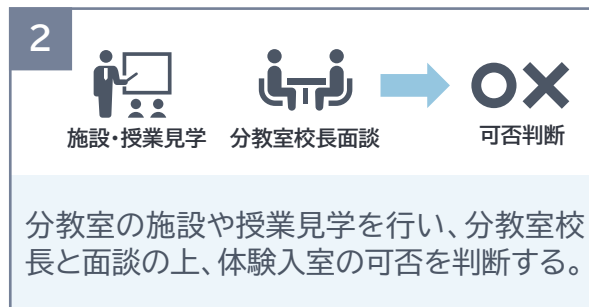 2
施設・授業見学
分教室校長面談
可否判断
分教室の施設や授業見学を行い、分教室校
長と面談の上、体験入室の可否を判断する。